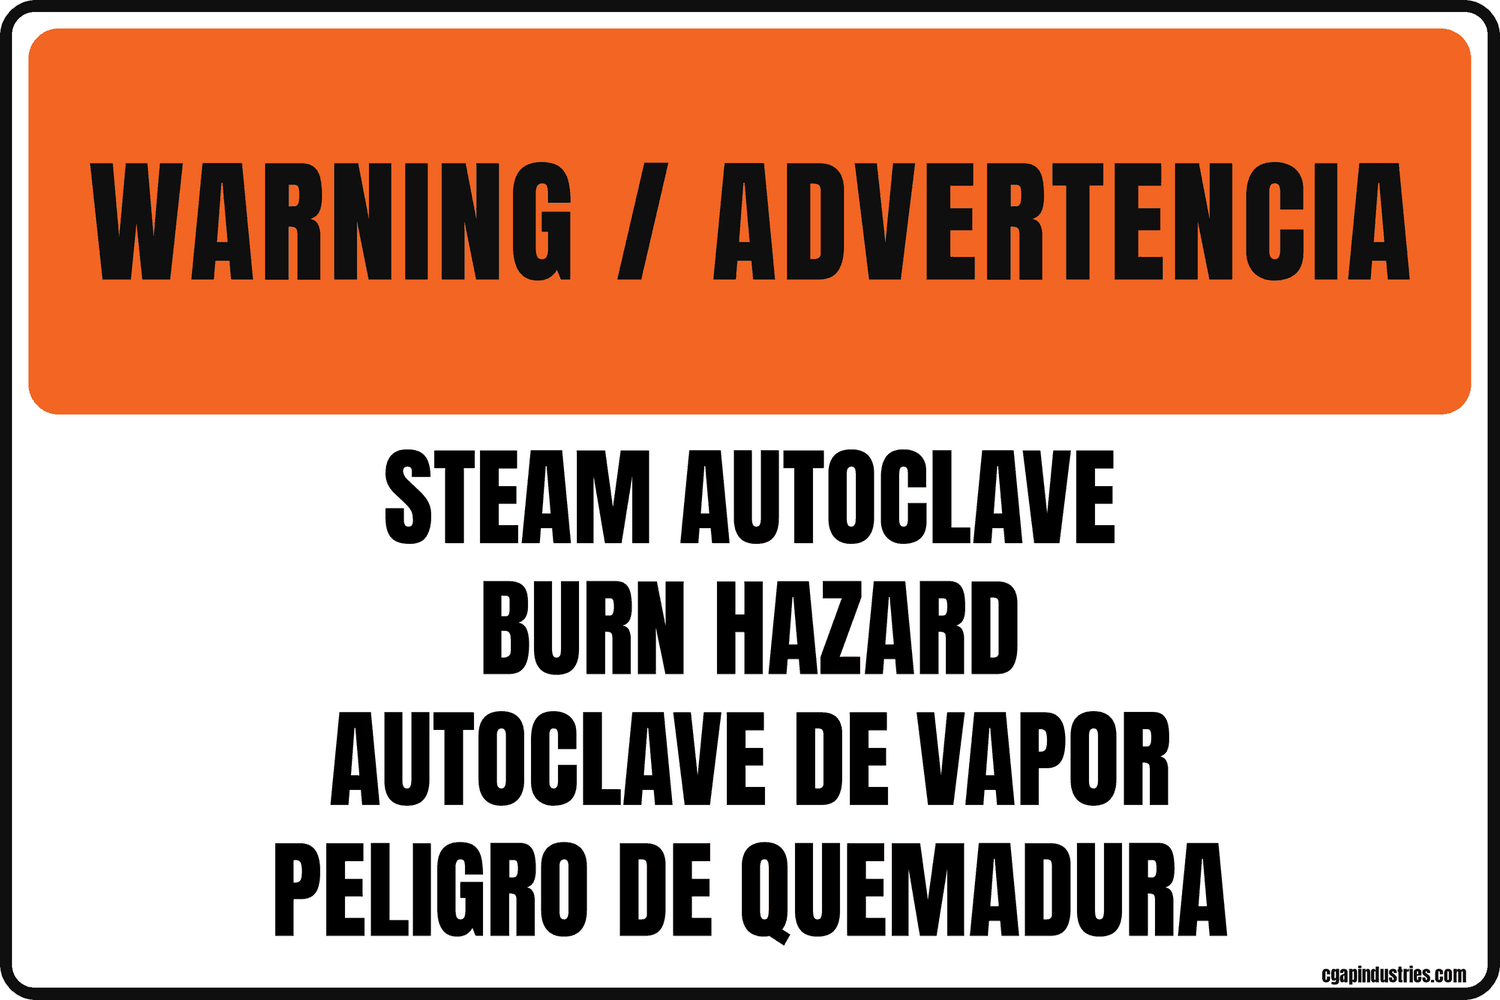 WARNING / ADVERTENCIA
STEAM AUTOCLAVE
BURN HAZARD
AUTOCLAVE DE VAPOR
PELIGRO DE QUEMADURA
cgapindustries.com